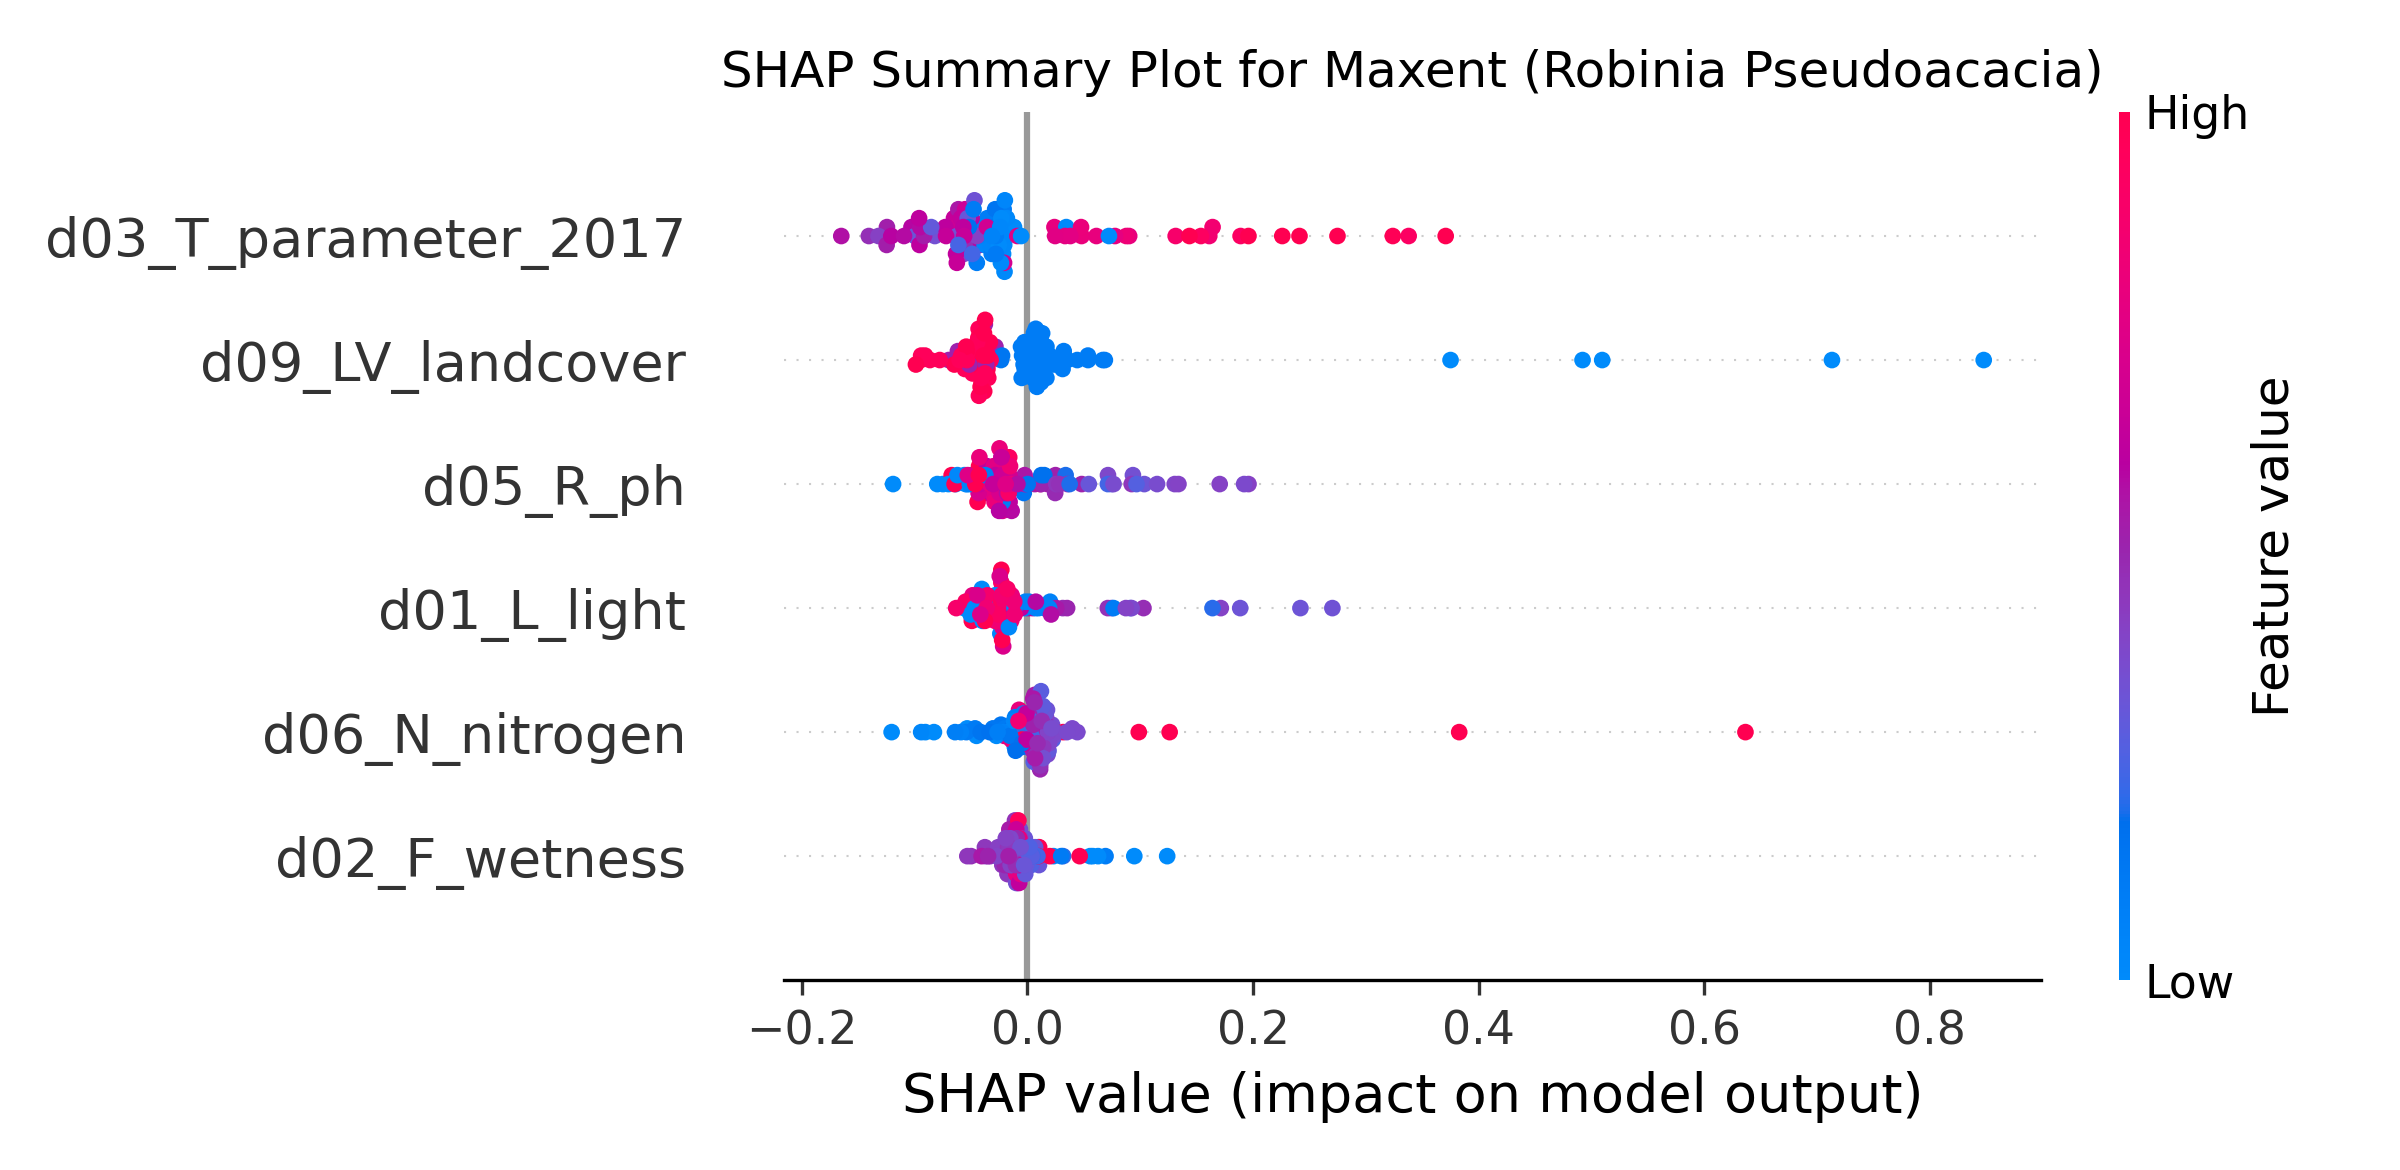 SHAP Summary Plot for Maxent (Robinia Pseudoacacia)
High
d03_T_parameter_2017
d09_LV_landcover
d05_R_ph
d01_L_light
d06_N_nitrogen
d02_F_wetness
Feature value
Low
−0.2 0.0 0.2 0.4 0.6 0.8
SHAP value (impact on model output)